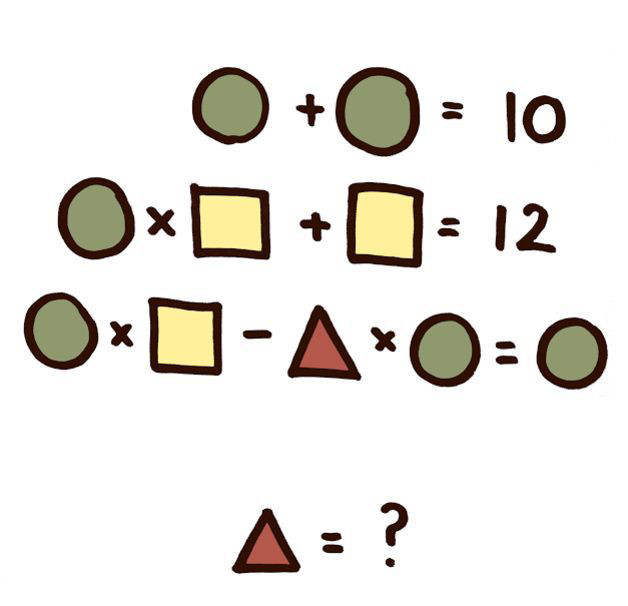 + = 10
× + = 12
× - × =
= ?